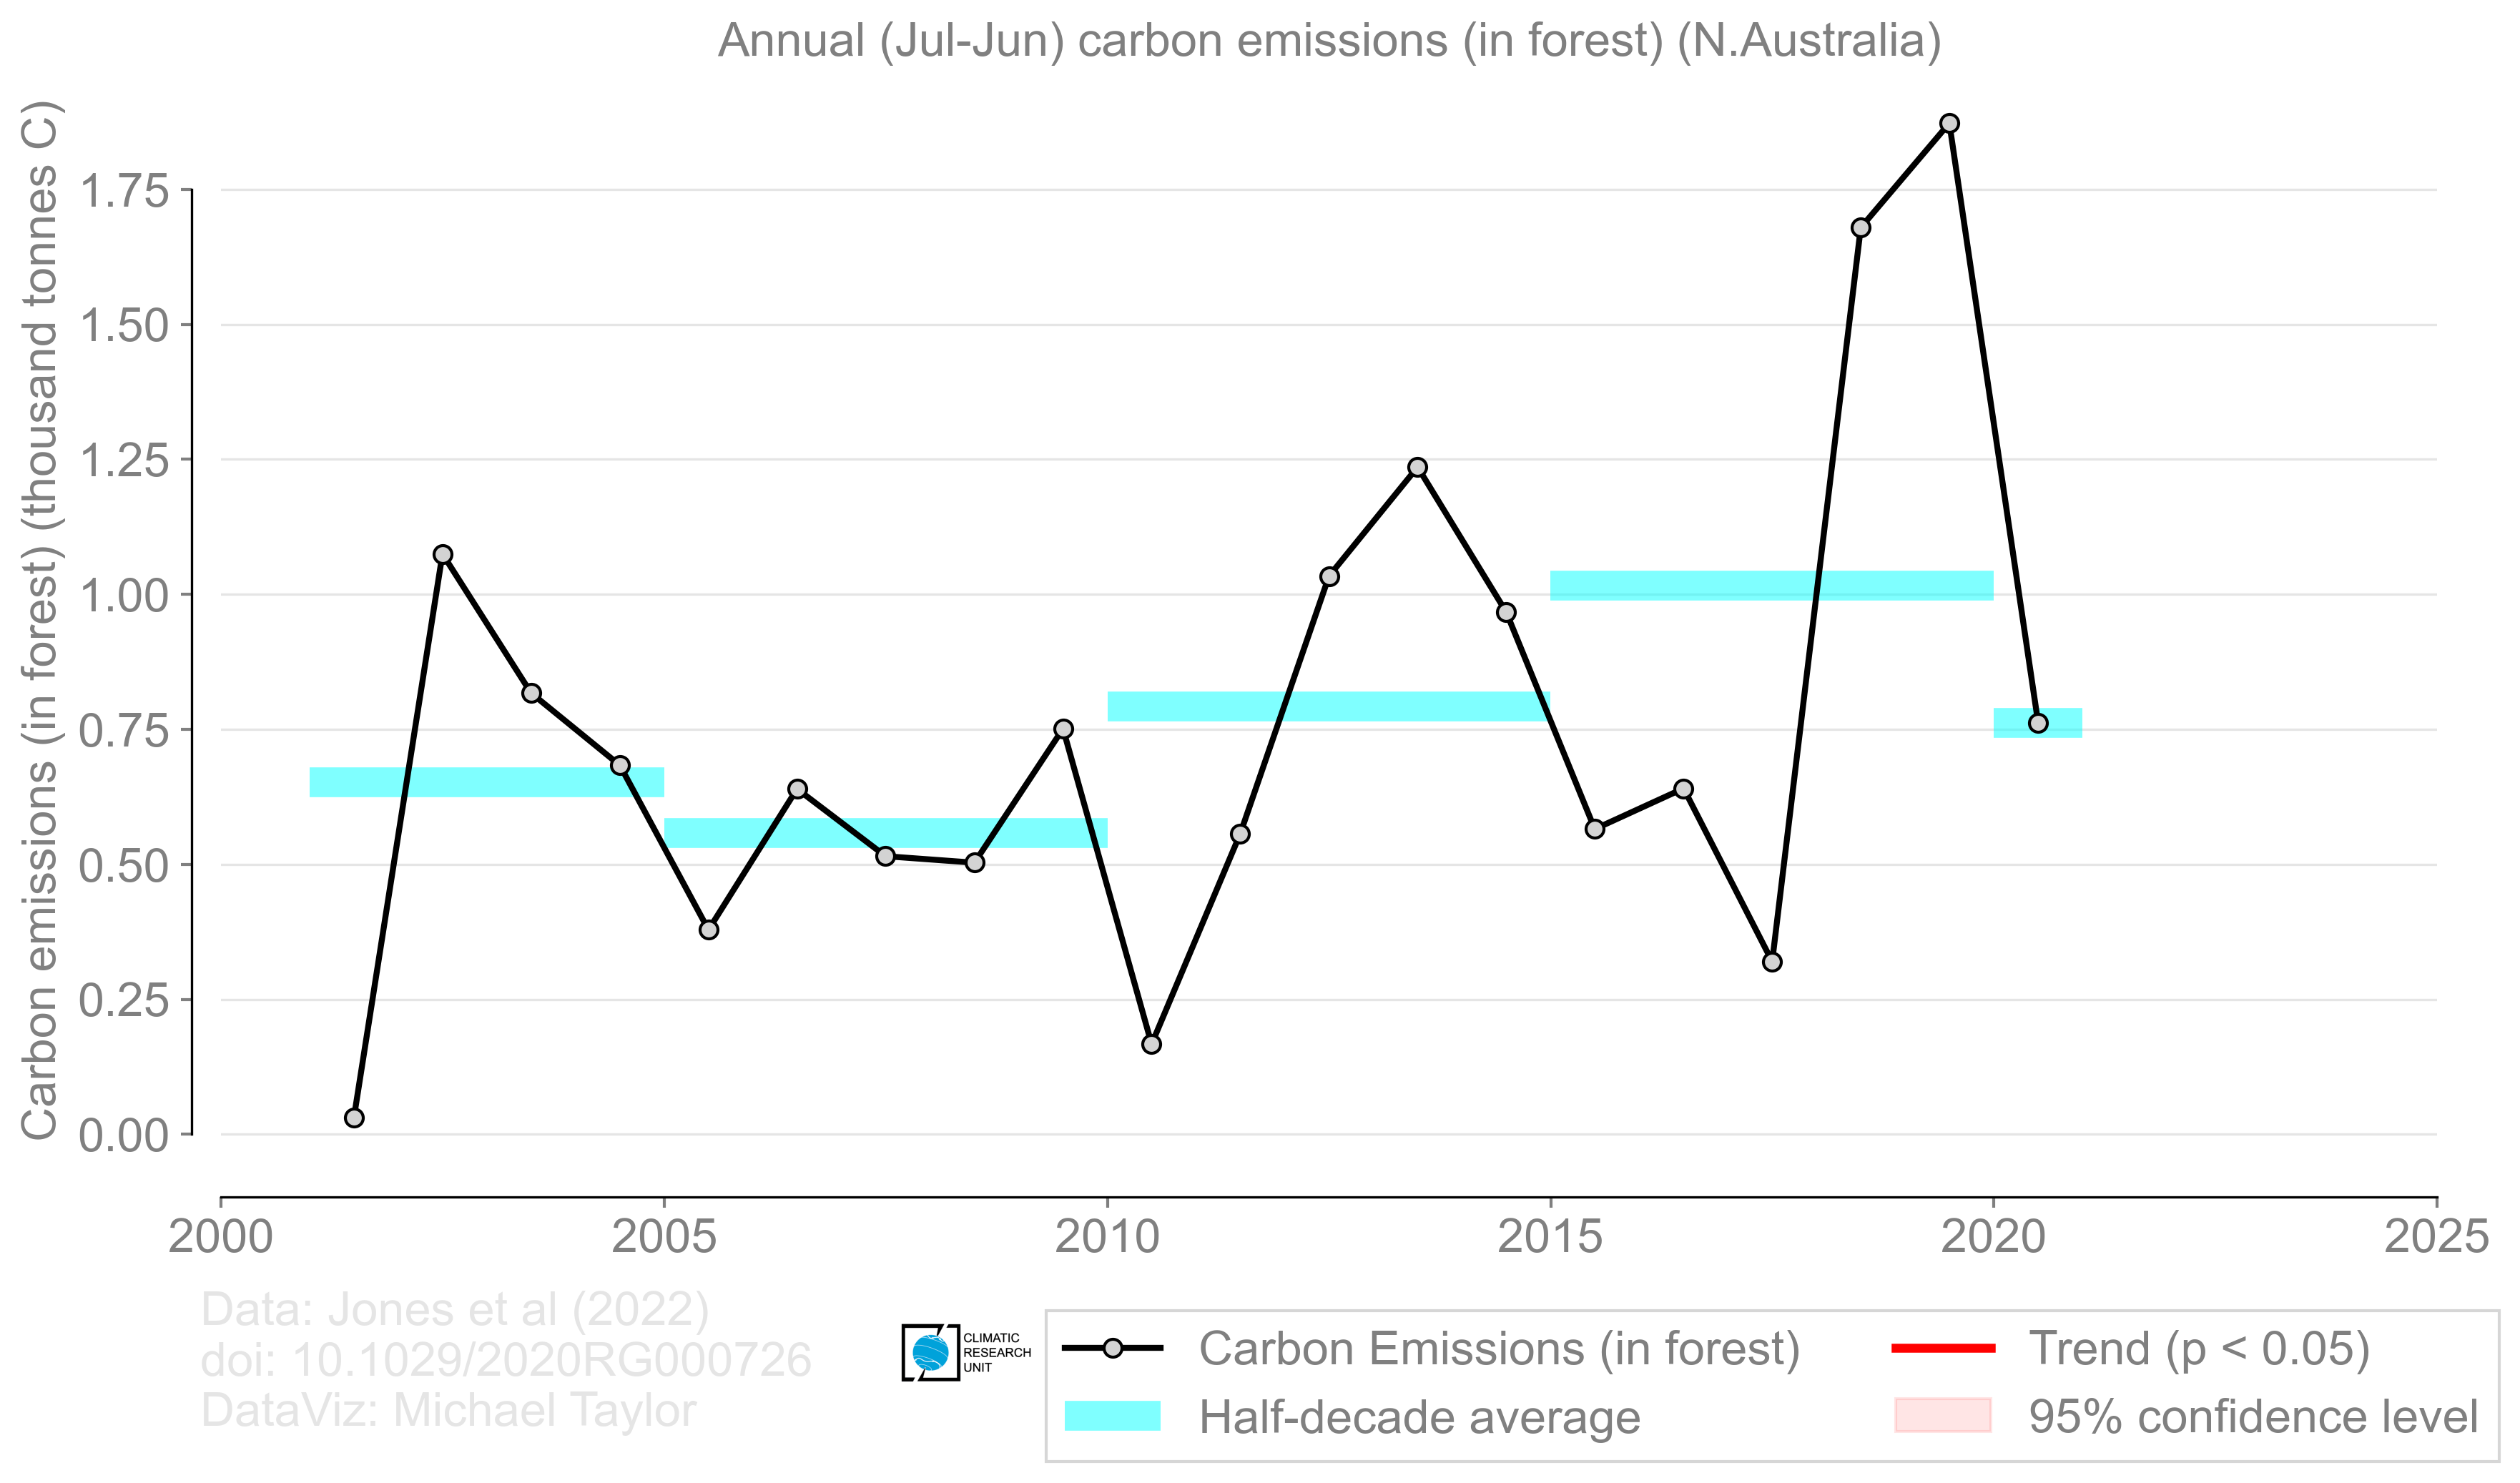 Annual (Jul-Jun) carbon emissions (in forest) (N.Australia)
Carbon emissions (in forest) (thousand tonnes C)
1.75
1.50
1.25
1.00
0.75
0.50
0.25
0.00
2000 2005 2010 2015 2020 2025
Data: Jones et al (2022)
doi: 10.1029/2020RG000726
DataViz: Michael Taylor
CLIMATIC
RESEARCH
UNIT
Carbon Emissions (in forest)
Half-decade average
Trend (p < 0.05)
95% confidence level